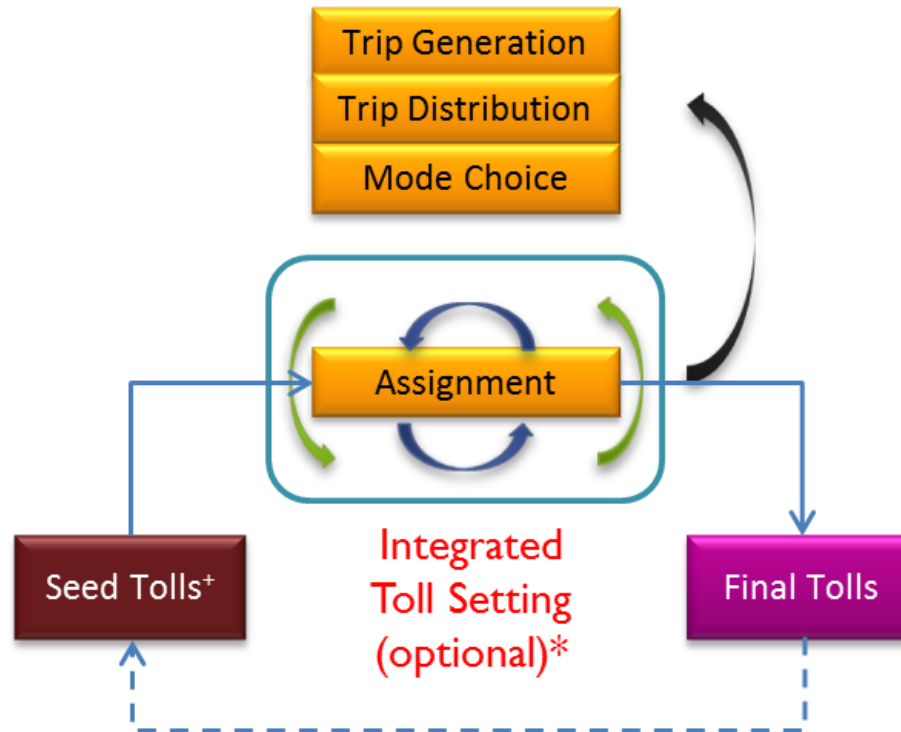 Trip Generation
Trip Distribution
Mode Choice
Assignment
Integrated
Toll Setting
(optional)*
Seed Tolls⁺
Final Tolls